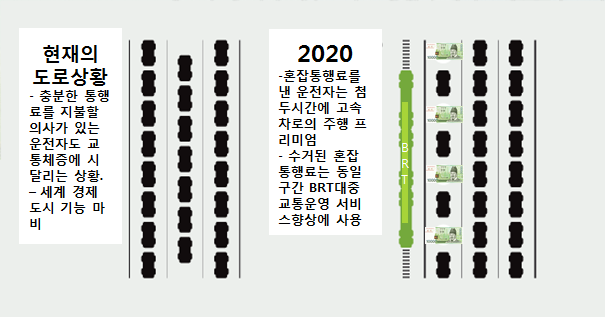 현재의
도로상황
- 충분한 통행
료를 지불할
의사가 있는
운전자도 교
통체증에 시
달리는 상황.
– 세계 경제
도시 기능 마
비
2020
-혼잡통행료를
낸 운전자는 첨
두시간에 고속
차로의 주행 프
리미엄
- 수거된 혼잡
통행료는 동일
구간 BRT대중
교통운영 서비
스향상에 사용
BRT